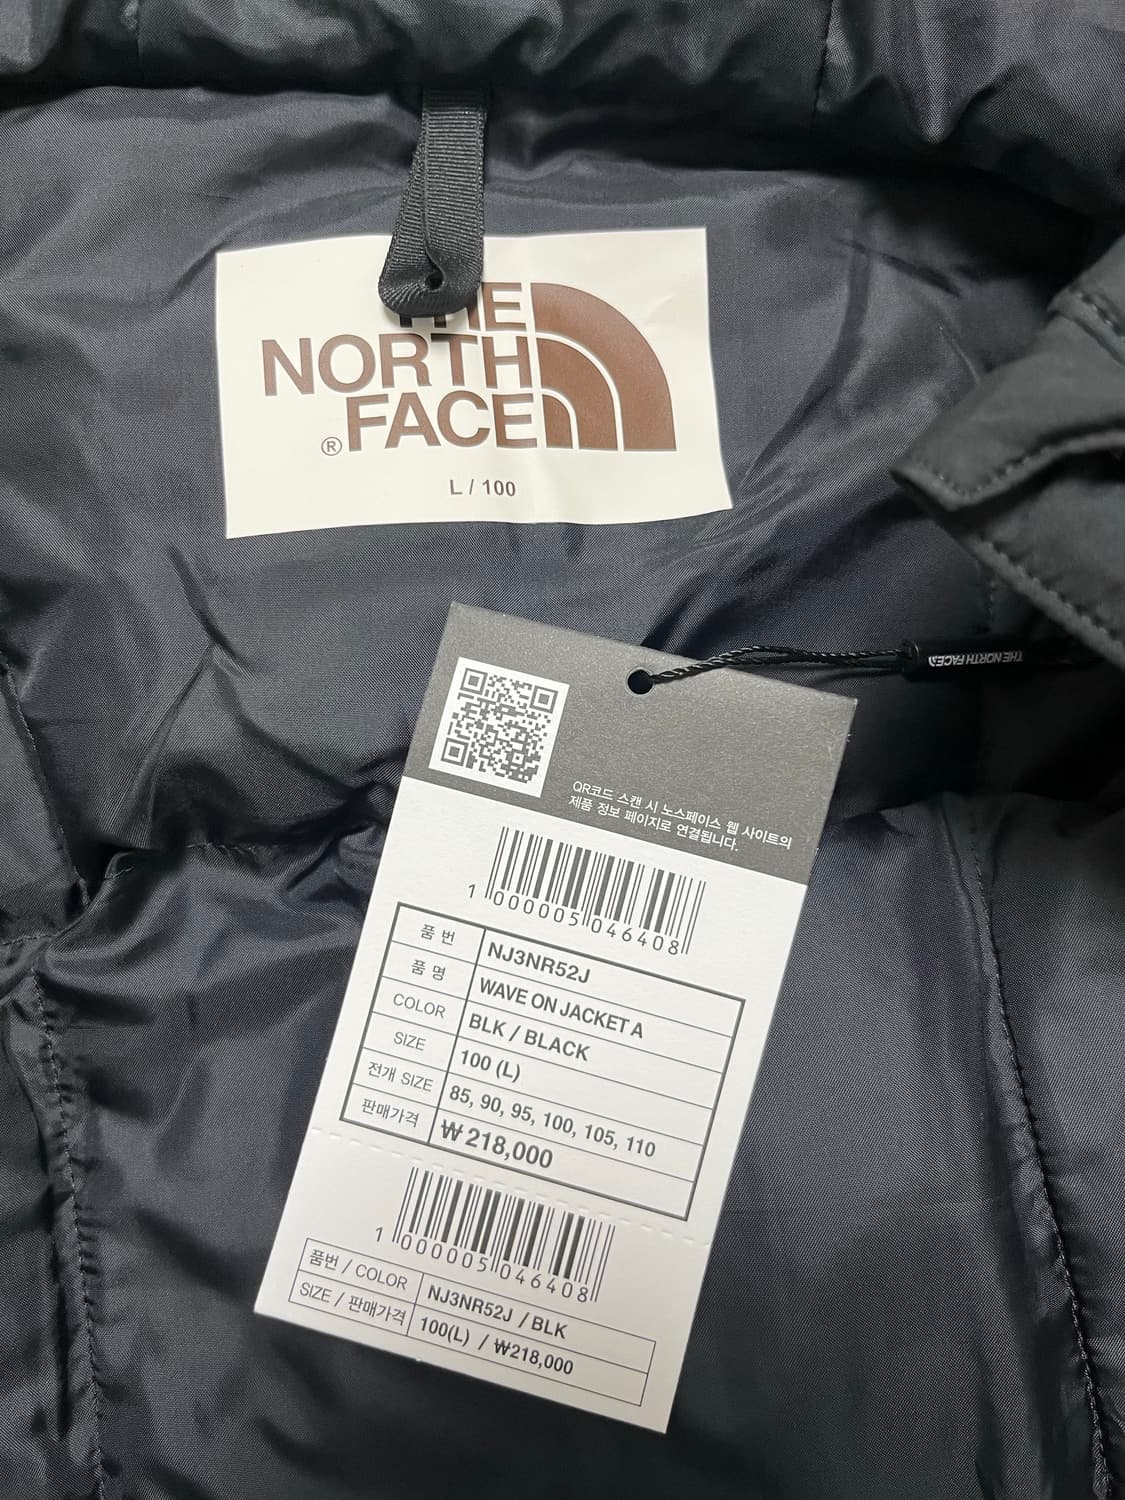 THE
NORTH
FACE
®
L / 100
THE NORTH FACE
QR코드 스캔 시 노스페이스 웹 사이트의
제품 정보 페이지로 연결됩니다.
1 000005 046408
품 번 NJ3NR52J
품 명 WAVE ON JACKET A
COLOR BLK / BLACK
SIZE 100 (L)
전개 SIZE 85, 90, 95, 100, 105, 110
판매가격 ₩218,000
1 000005 046408
품번 / COLOR NJ3NR52J / BLK
SIZE / 판매가격 100(L) / ₩218,000